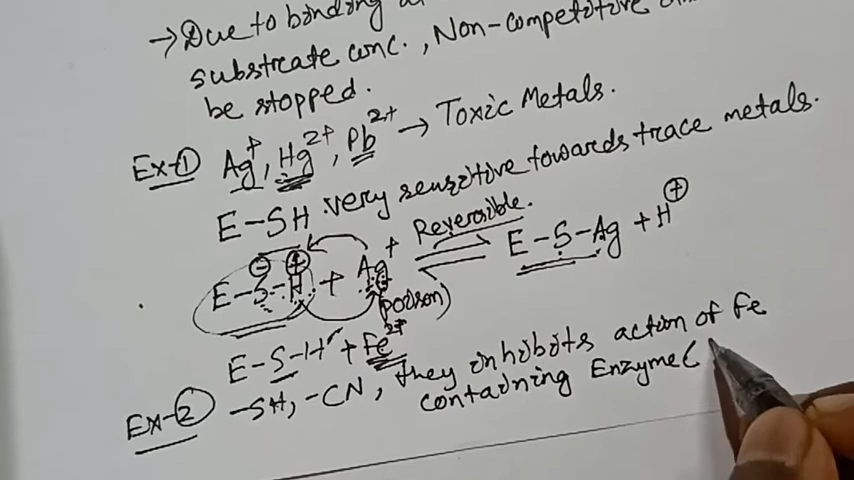 → Due to binding
substrate conc., Non-competitive
be stopped.
Ex-① Ag⁺, Hg²⁺, Pb²⁺ → Toxic Metals.
E-SH very sensitive towards trace metals.
E-S-H + Ag⁺ Reversible. ⇌ E-S-Ag + H⊕
(poison)
E-S-H + Fe²⁺
Ex-② -SH, -CN, they inhibits action of Fe
containing Enzyme(